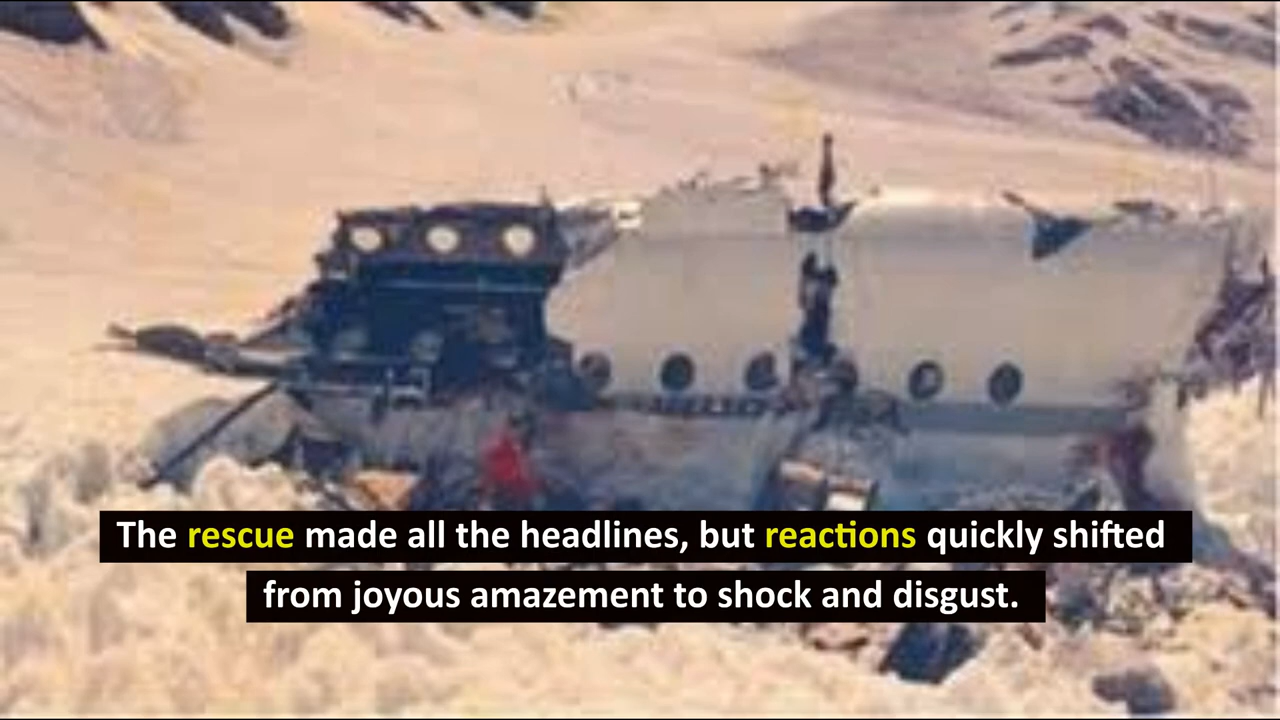 The rescue made all the headlines, but reactions quickly shifted
from joyous amazement to shock and disgust.